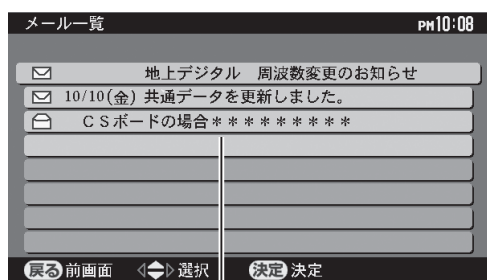 メール一覧 PM10:08
地上デジタル 周波数変更のお知らせ
10/10(金) 共通データを更新しました。
CSボードの場合*********
戻る 前画面 選択 決定 決定